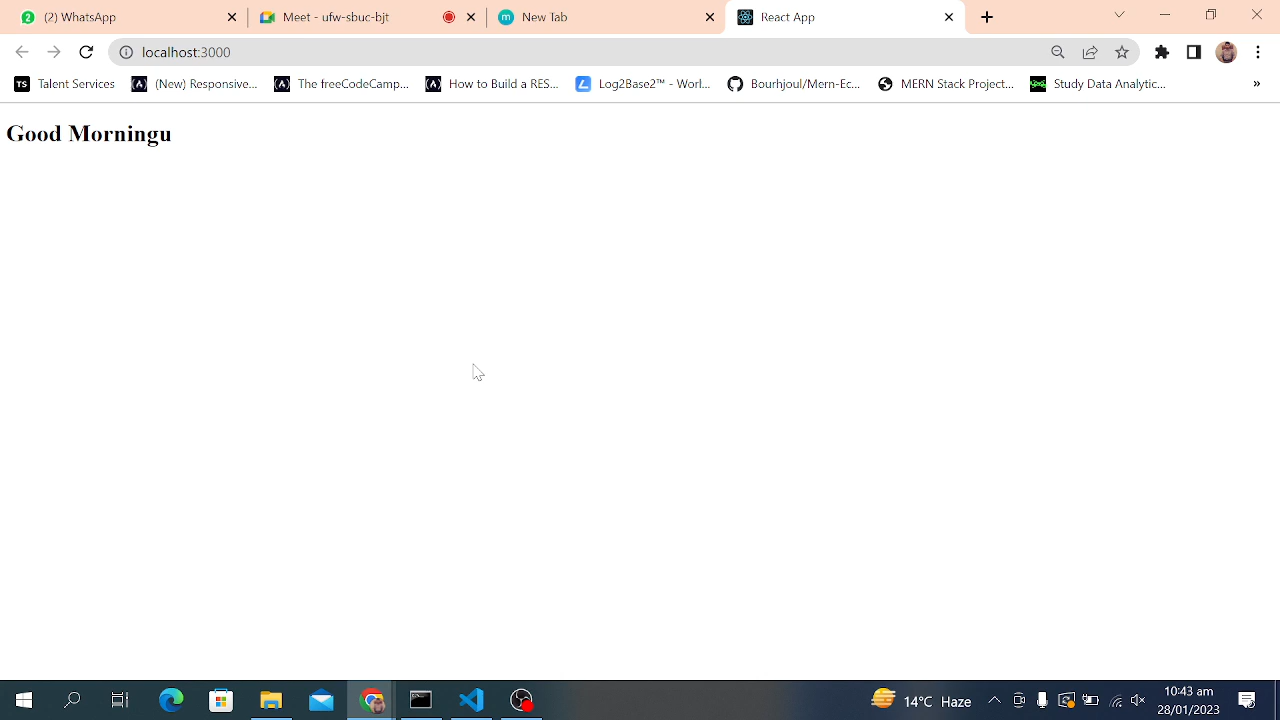 2 (2) WhatsApp
Meet - ufw-sbuc-bjt
m New Tab
React App
localhost:3000
TS Talent Services
(New) Responsive...
The freeCodeCamp...
How to Build a RES...
Log2Base2™ - Worl...
Bourhjoul/Mern-Ec...
MERN Stack Project...
Study Data Analytic...
»
Good Morningu
14°C Haze
10:43 am
28/01/2023